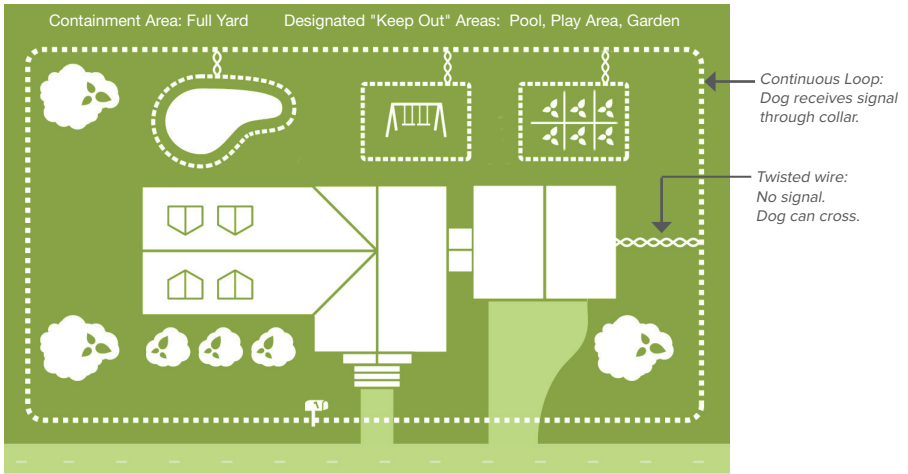 Containment Area: Full Yard
Designated "Keep Out" Areas: Pool, Play Area, Garden
Continuous Loop:
Dog receives signal
through collar.
Twisted wire:
No signal.
Dog can cross.